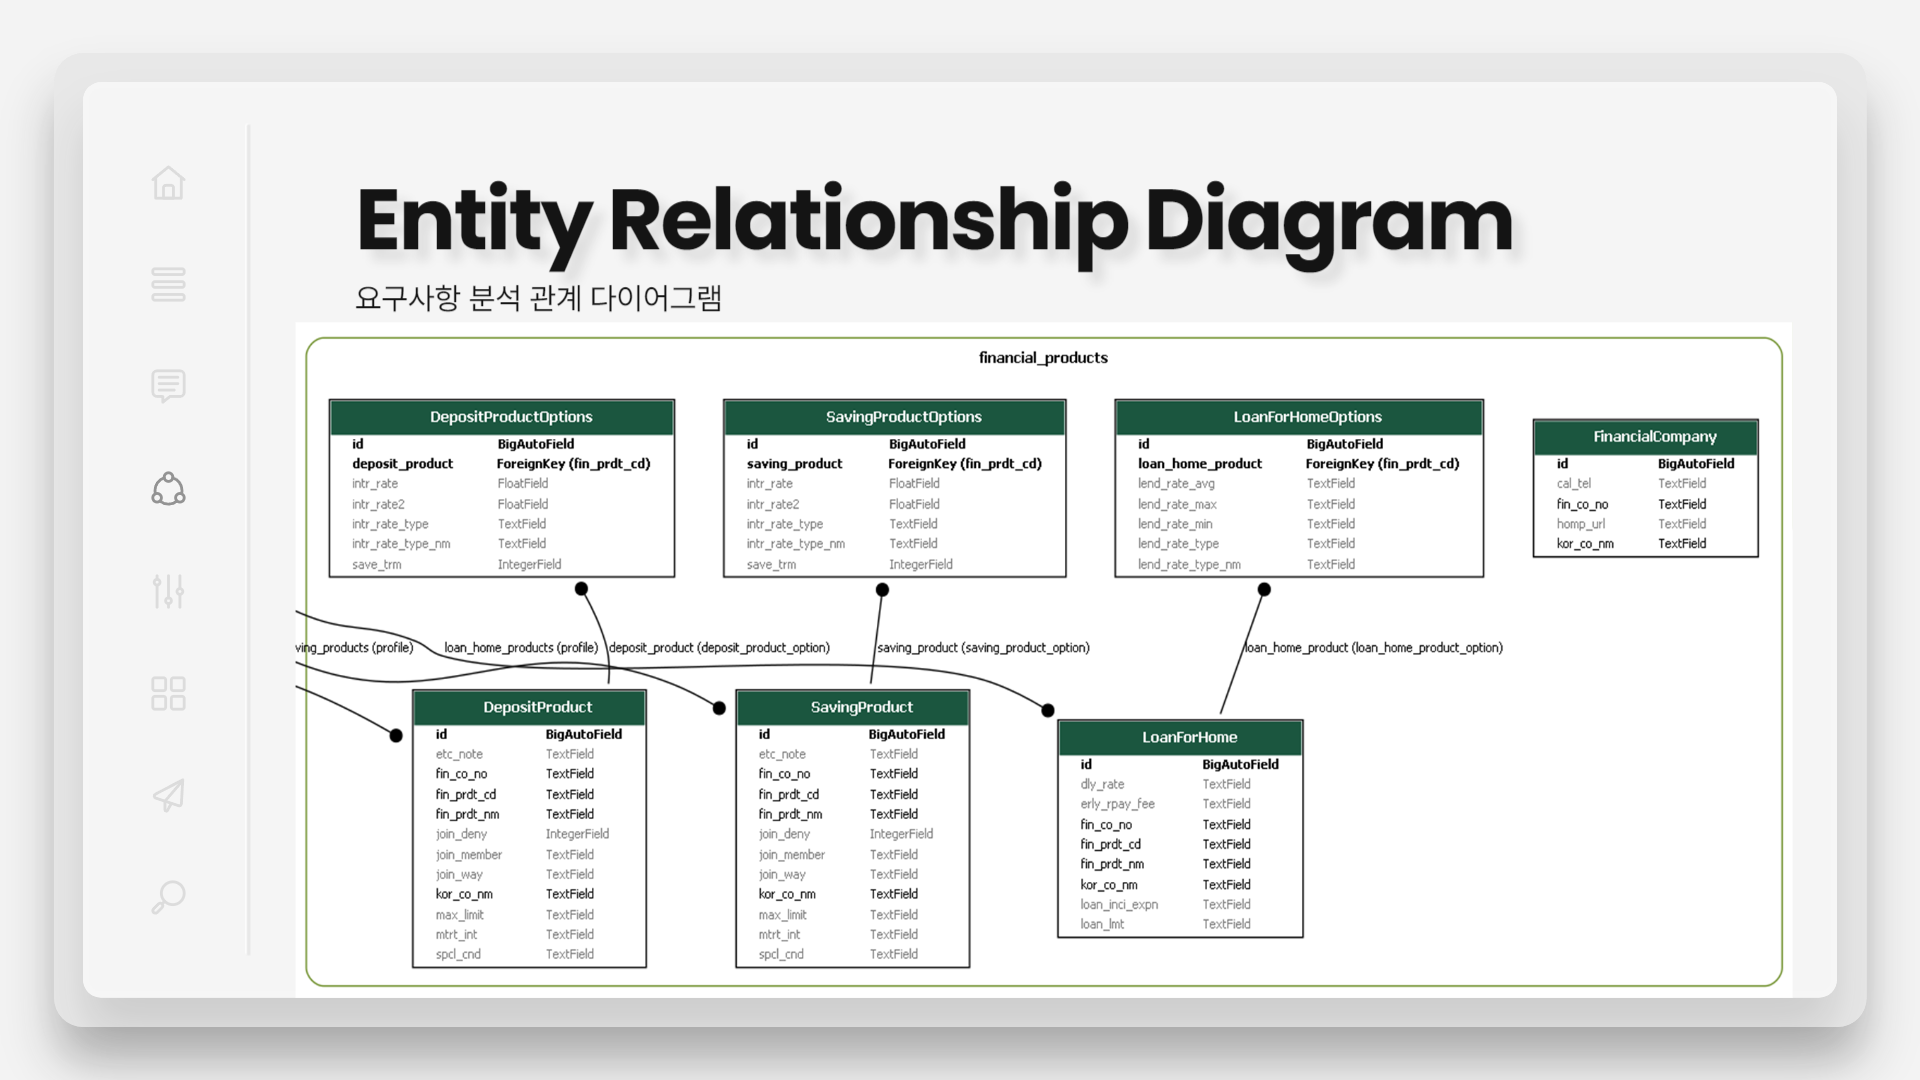 Entity Relationship Diagram
요구사항 분석 관계 다이어그램
financial_products
DepositProductOptions
id BigAutoField
deposit_product ForeignKey (fin_prdt_cd)
intr_rate FloatField
intr_rate2 FloatField
intr_rate_type TextField
intr_rate_type_nm TextField
save_trm IntegerField
SavingProductOptions
id BigAutoField
saving_product ForeignKey (fin_prdt_cd)
intr_rate FloatField
intr_rate2 FloatField
intr_rate_type TextField
intr_rate_type_nm TextField
save_trm IntegerField
LoanForHomeOptions
id BigAutoField
loan_home_product ForeignKey (fin_prdt_cd)
lend_rate_avg TextField
lend_rate_max TextField
lend_rate_min TextField
lend_rate_type TextField
lend_rate_type_nm TextField
FinancialCompany
id BigAutoField
cal_tel TextField
fin_co_no TextField
homp_url TextField
kor_co_nm TextField
ving_products (profile)
loan_home_products (profile)
deposit_product (deposit_product_option)
saving_product (saving_product_option)
loan_home_product (loan_home_product_option)
DepositProduct
id BigAutoField
etc_note TextField
fin_co_no TextField
fin_prdt_cd TextField
fin_prdt_nm TextField
join_deny IntegerField
join_member TextField
join_way TextField
kor_co_nm TextField
max_limit TextField
mtrt_int TextField
spcl_cnd TextField
SavingProduct
id BigAutoField
etc_note TextField
fin_co_no TextField
fin_prdt_cd TextField
fin_prdt_nm TextField
join_deny IntegerField
join_member TextField
join_way TextField
kor_co_nm TextField
max_limit TextField
mtrt_int TextField
spcl_cnd TextField
LoanForHome
id BigAutoField
dly_rate TextField
erly_rpay_fee TextField
fin_co_no TextField
fin_prdt_cd TextField
fin_prdt_nm TextField
kor_co_nm TextField
loan_inci_expn TextField
loan_lmt TextField